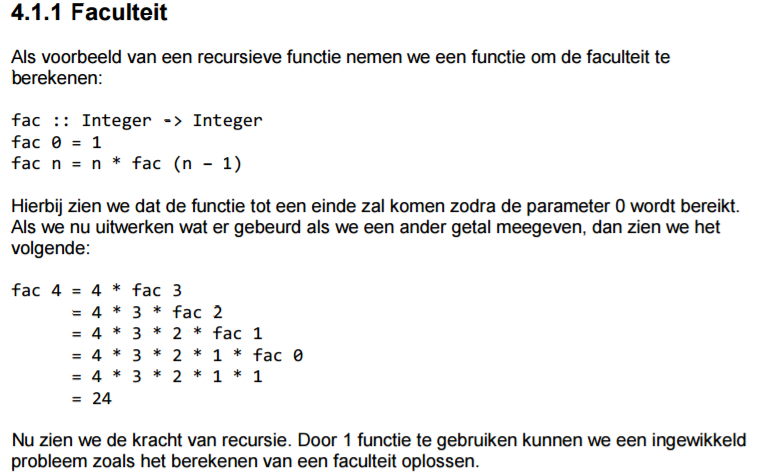 4.1.1 Faculteit
Als voorbeeld van een recursieve functie nemen we een functie om de faculteit te
berekenen:
fac :: Integer -> Integer
fac 0 = 1
fac n = n * fac (n - 1)
Hierbij zien we dat de functie tot een einde zal komen zodra de parameter 0 wordt bereikt.
Als we nu uitwerken wat er gebeurd als we een ander getal meegeven, dan zien we het
volgende:
fac 4 = 4 * fac 3
= 4 * 3 * fac 2
= 4 * 3 * 2 * fac 1
= 4 * 3 * 2 * 1 * fac 0
= 4 * 3 * 2 * 1 * 1
= 24
Nu zien we de kracht van recursie. Door 1 functie te gebruiken kunnen we een ingewikkeld
probleem zoals het berekenen van een faculteit oplossen.